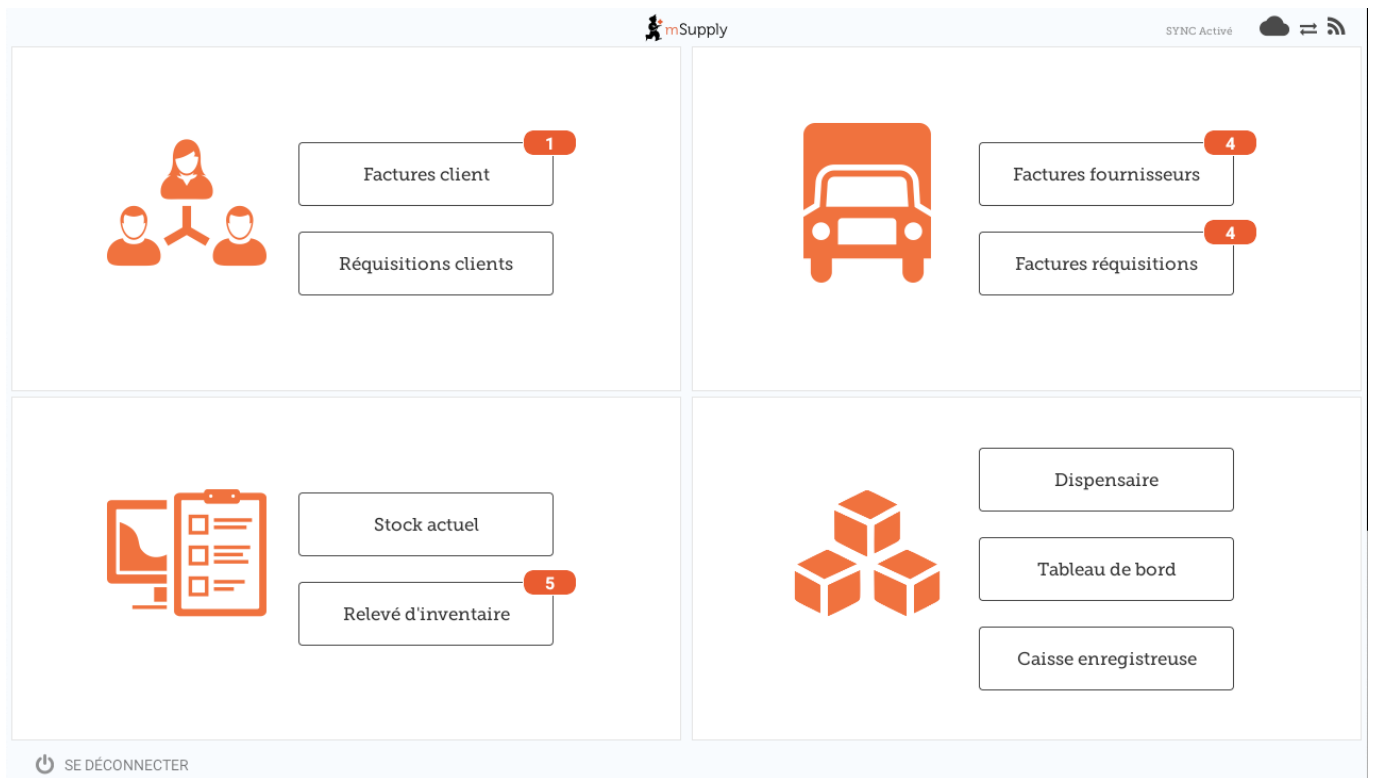 mSupply
SYNC Activé
1
Factures client
Réquisitions clients
4
Factures fournisseurs
4
Factures réquisitions
Stock actuel
5
Relevé d'inventaire
Dispensaire
Tableau de bord
Caisse enregistreuse
SE DÉCONNECTER